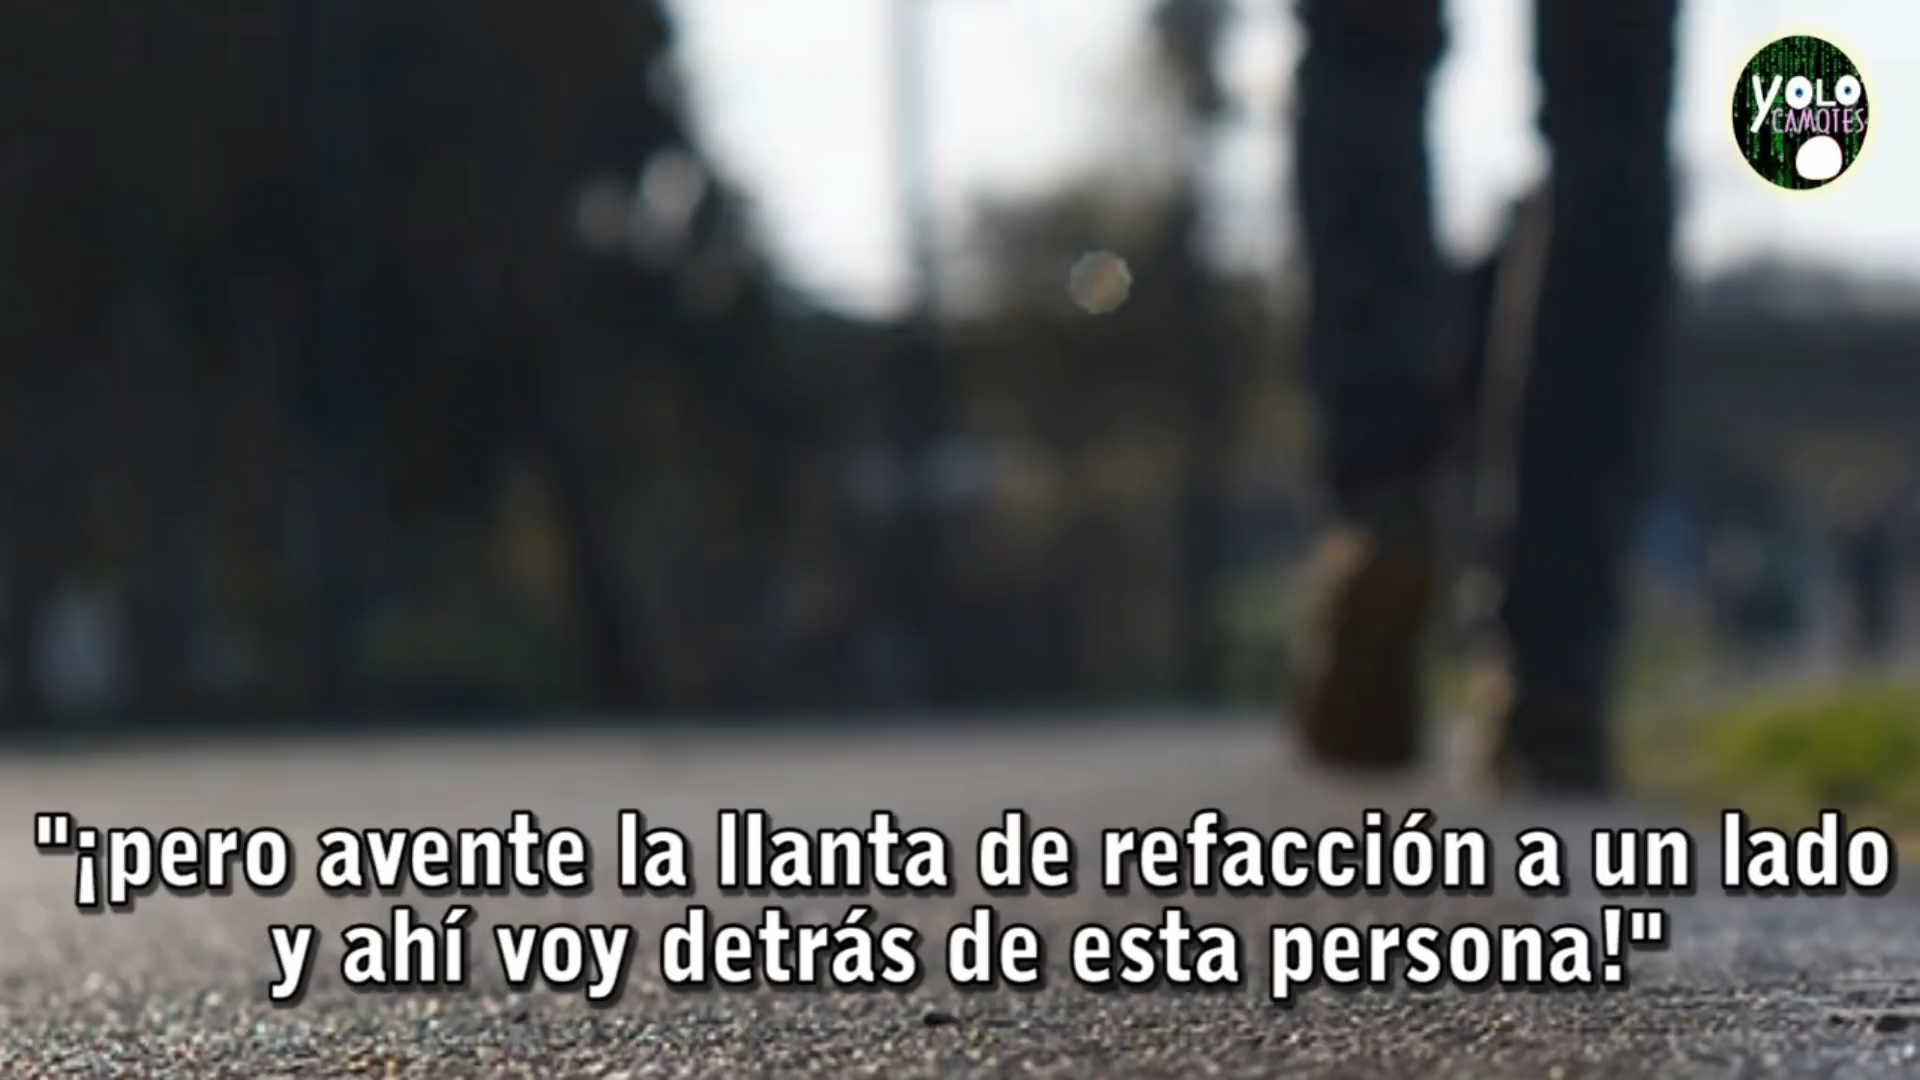 YOLO
CAMOTES
"¡pero avente la llanta de refacción a un lado
y ahí voy detrás de esta persona!"